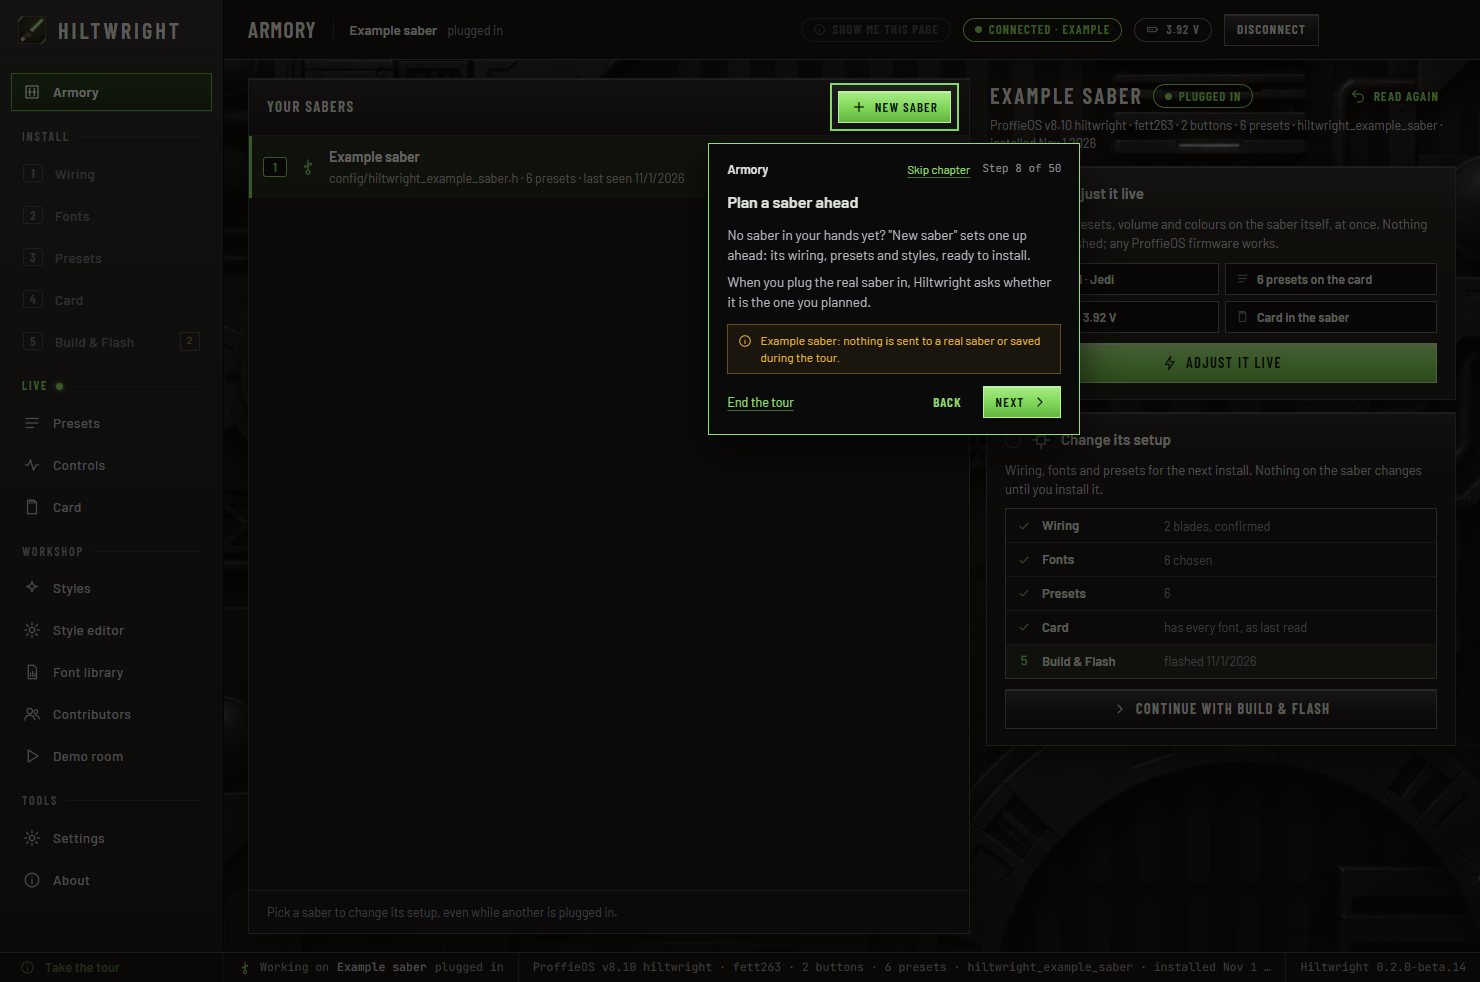 HILTWRIGHT
ARMORY
Example saber plugged in
SHOW ME THIS PAGE
CONNECTED · EXAMPLE
3.92 V
DISCONNECT
Armory
INSTALL
1 Wiring
2 Fonts
3 Presets
4 Card
5 Build & Flash 2
LIVE
Presets
Controls
Card
WORKSHOP
Styles
Style editor
Font library
Contributors
Demo room
TOOLS
Settings
About
Take the tour
YOUR SABERS
NEW SABER
1 Example saber
config/hiltwright_example_saber.h · 6 presets · last seen 11/1/2026
Pick a saber to change its setup, even while another is plugged in.
Armory
Skip chapter
Step 8 of 50
Plan a saber ahead
No saber in your hands yet? "New saber" sets one up
ahead: its wiring, presets and styles, ready to install.
When you plug the real saber in, Hiltwright asks whether
it is the one you planned.
Example saber: nothing is sent to a real saber or saved
during the tour.
End the tour
BACK
NEXT
EXAMPLE SABER
PLUGGED IN
READ AGAIN
ProffieOS v8.10 hiltwright · fett263 · 2 buttons · 6 presets · hiltwright_example_saber ·
installed Nov 1 2026
just it live
esets, volume and colours on the saber itself, at once. Nothing
hed; any ProffieOS firmware works.
· Jedi
6 presets on the card
3.92 V
Card in the saber
ADJUST IT LIVE
Change its setup
Wiring, fonts and presets for the next install. Nothing on the saber changes
until you install it.
Wiring 2 blades, confirmed
Fonts 6 chosen
Presets 6
Card has every font, as last read
5 Build & Flash flashed 11/1/2026
CONTINUE WITH BUILD & FLASH
Working on Example saber plugged in
ProffieOS v8.10 hiltwright · fett263 · 2 buttons · 6 presets · hiltwright_example_saber · installed Nov 1 …
Hiltwright 0.2.0-beta.14